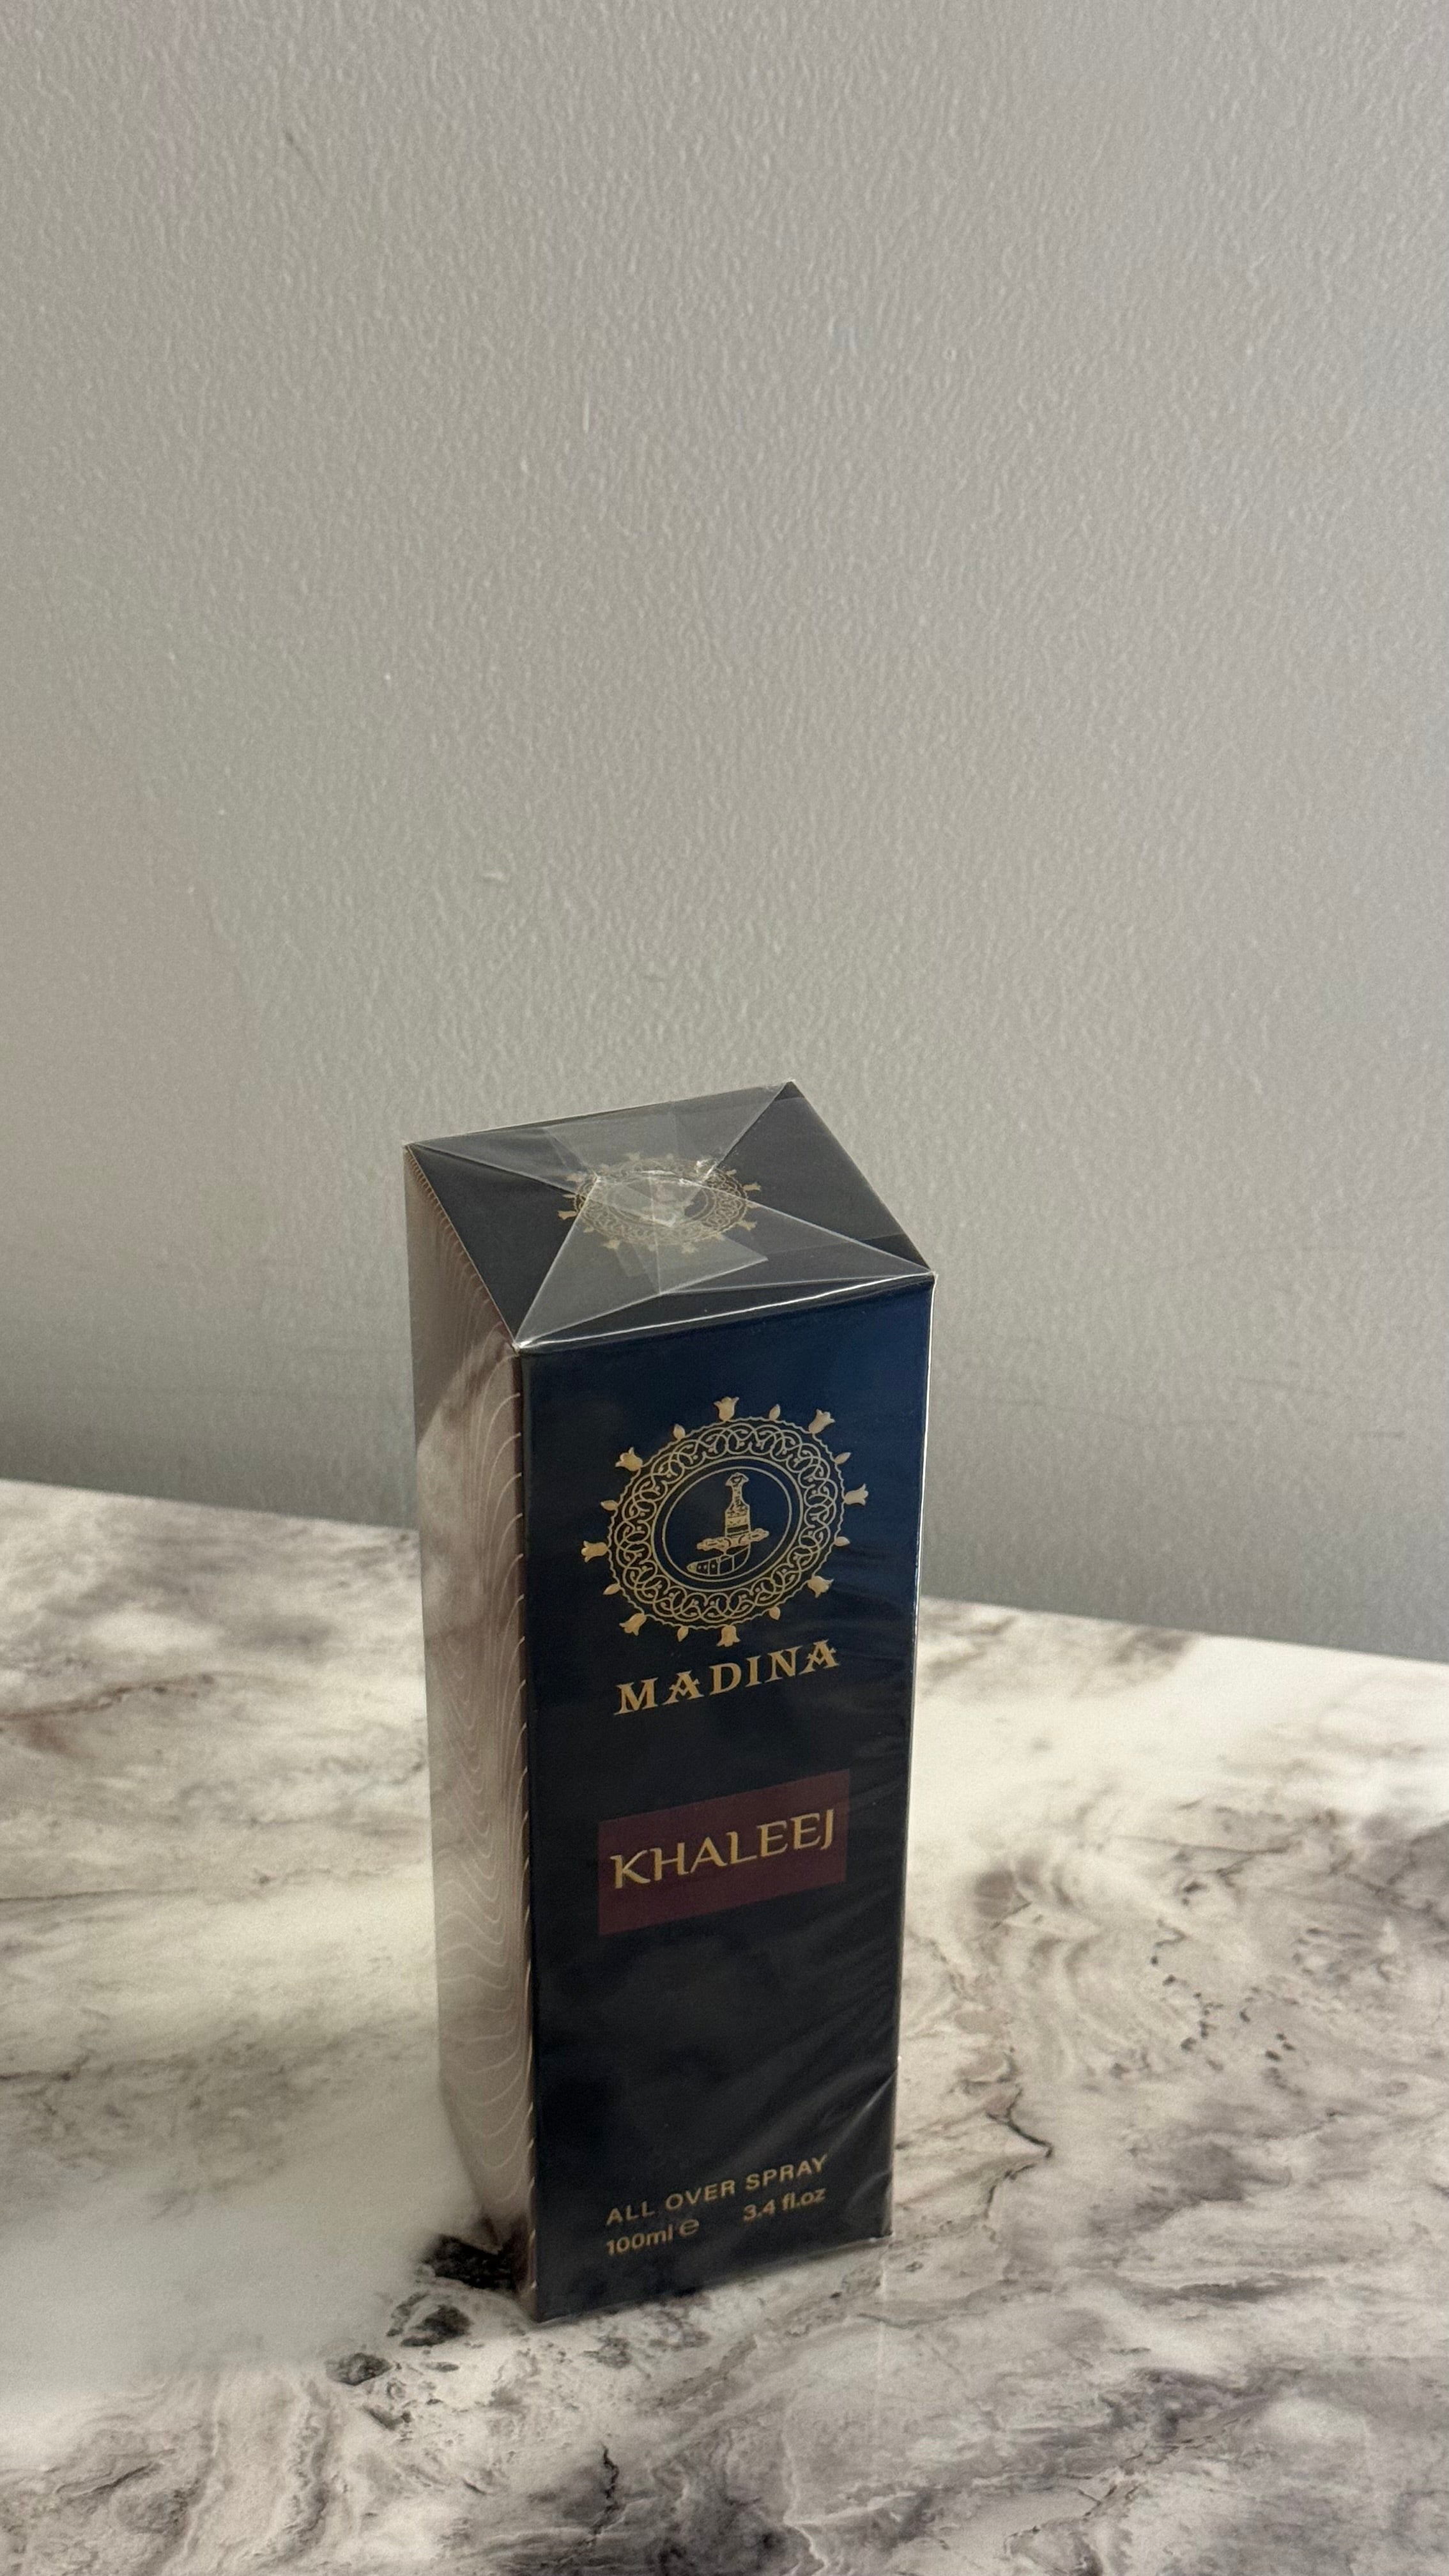 MADINA
KHALEEJ
ALL OVER SPRAY
100ml ℮ 3.4 fl.oz